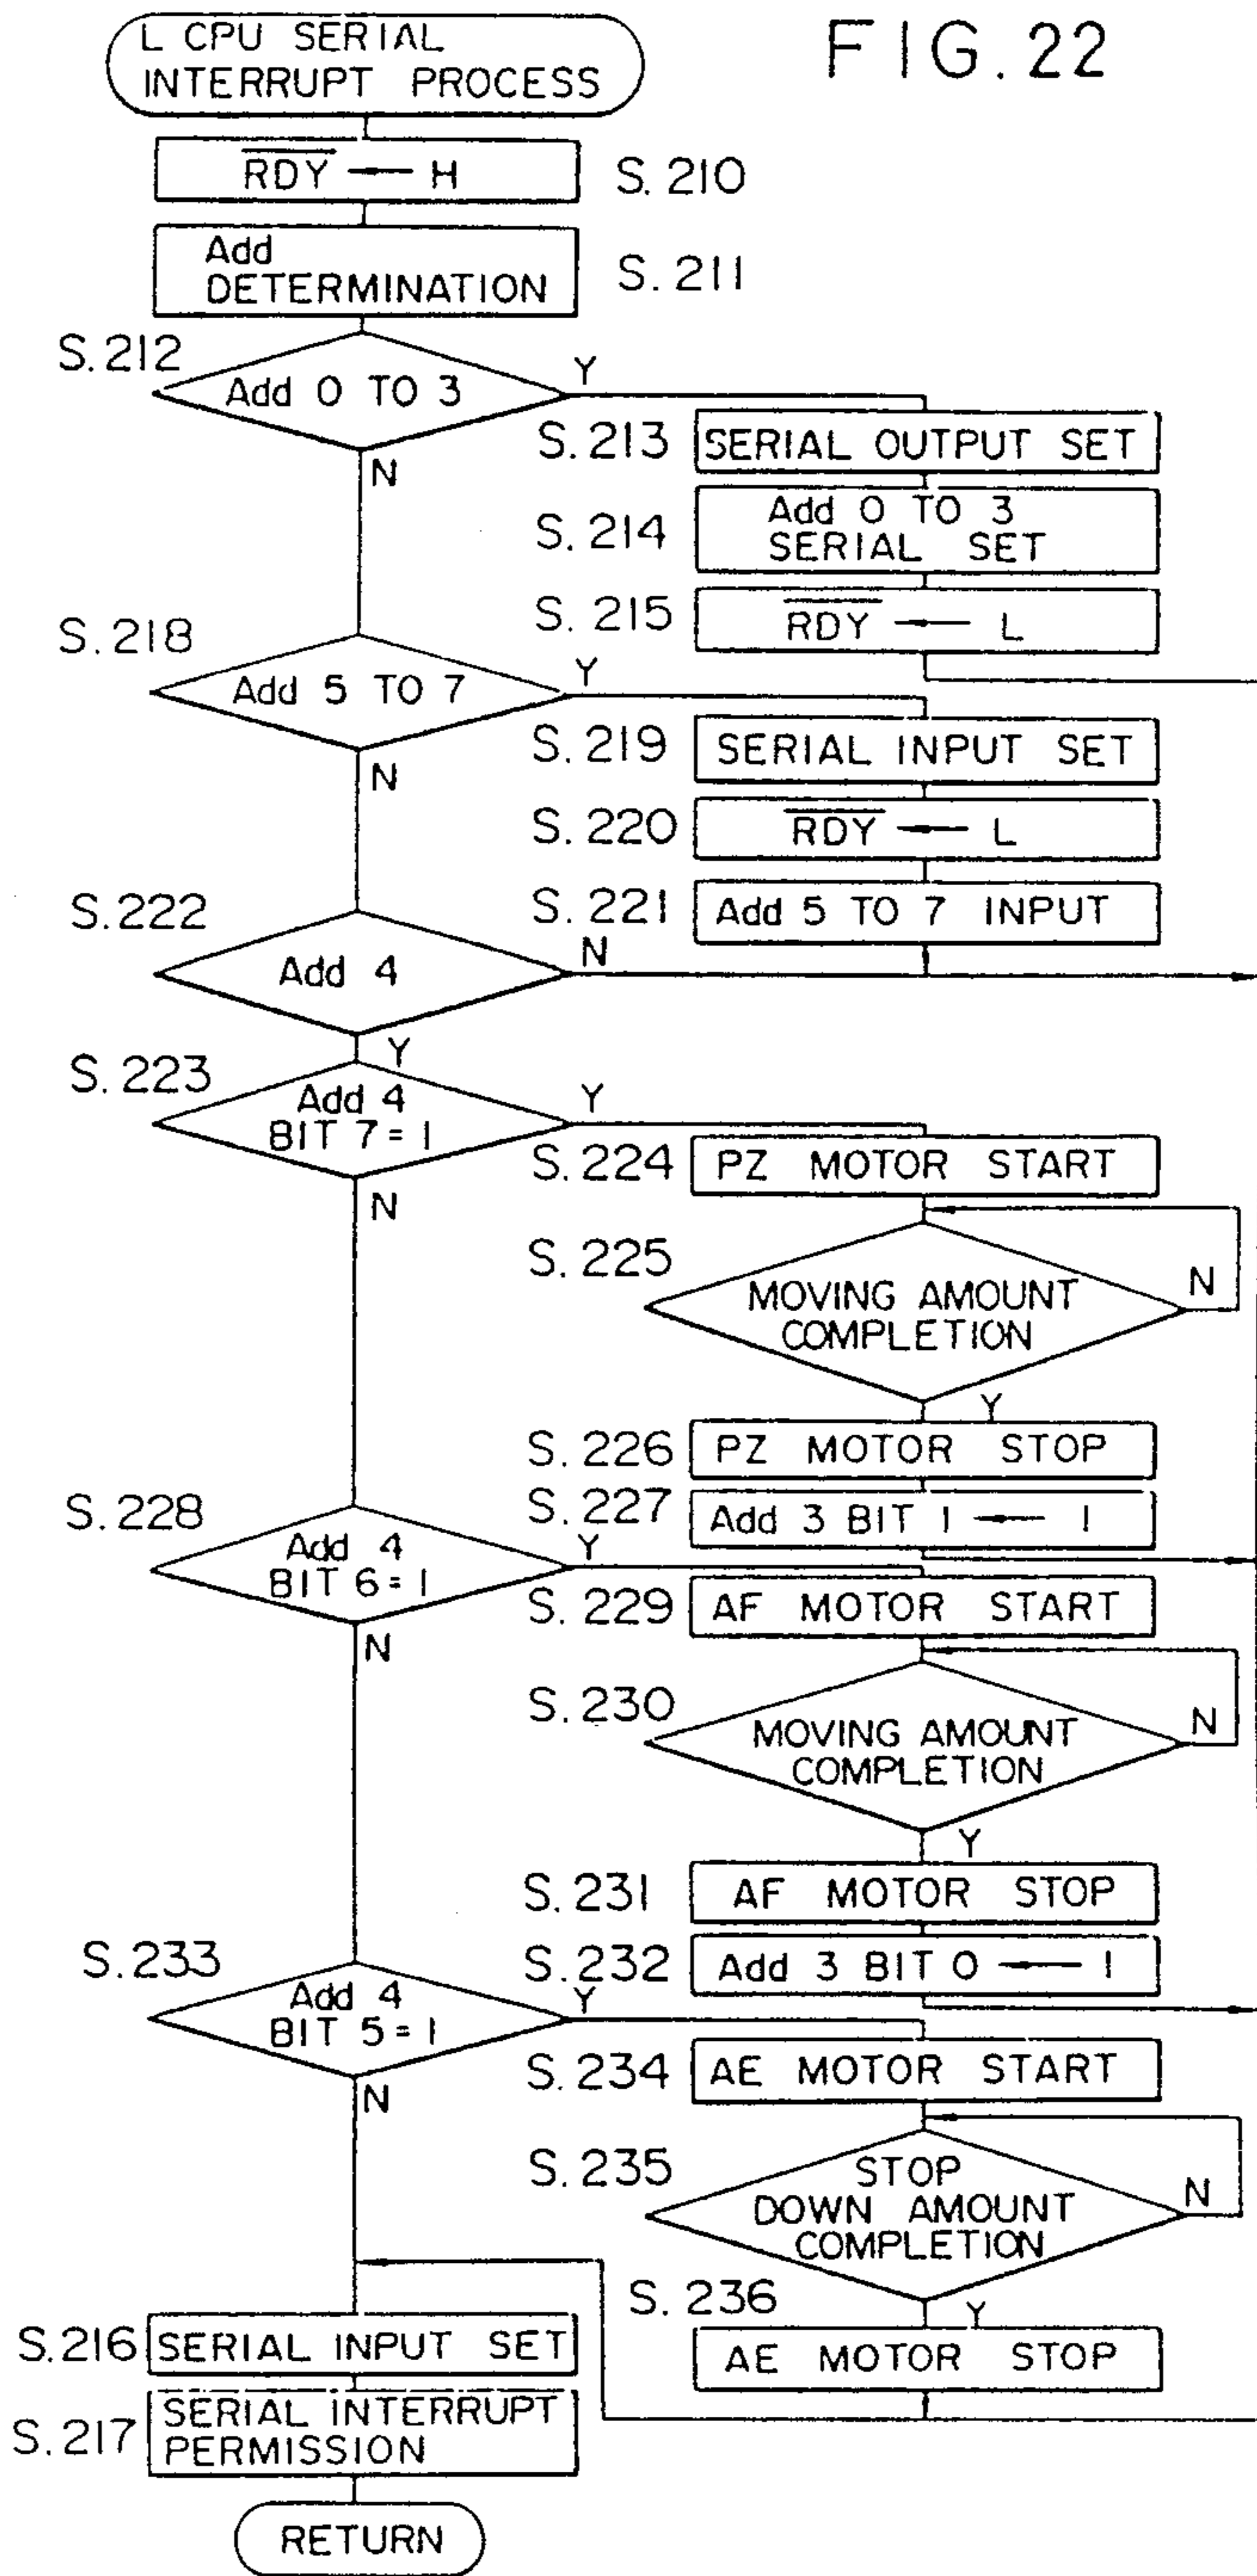 FIG. 22
L CPU SERIAL
INTERRUPT PROCESS
RDY ← H
S. 210
Add
DETERMINATION
S. 211
S. 212
Add 0 TO 3
Y
N
S. 213
SERIAL OUTPUT SET
S. 214
Add 0 TO 3
SERIAL SET
S. 215
RDY ← L
S. 218
Add 5 TO 7
Y
N
S. 219
SERIAL INPUT SET
S. 220
RDY ← L
S. 221
Add 5 TO 7 INPUT
S. 222
Add 4
N
Y
S. 223
Add 4
BIT 7 = 1
Y
N
S. 224
PZ MOTOR START
S. 225
MOVING AMOUNT
COMPLETION
N
Y
S. 226
PZ MOTOR STOP
S. 227
Add 3 BIT 1 ← 1
S. 228
Add 4
BIT 6 = 1
Y
N
S. 229
AF MOTOR START
S. 230
MOVING AMOUNT
COMPLETION
N
Y
S. 231
AF MOTOR STOP
S. 232
Add 3 BIT 0 ← 1
S. 233
Add 4
BIT 5 = 1
Y
N
S. 234
AE MOTOR START
S. 235
STOP
DOWN AMOUNT
COMPLETION
N
Y
S. 236
AE MOTOR STOP
S. 216
SERIAL INPUT SET
S. 217
SERIAL INTERRUPT
PERMISSION
RETURN